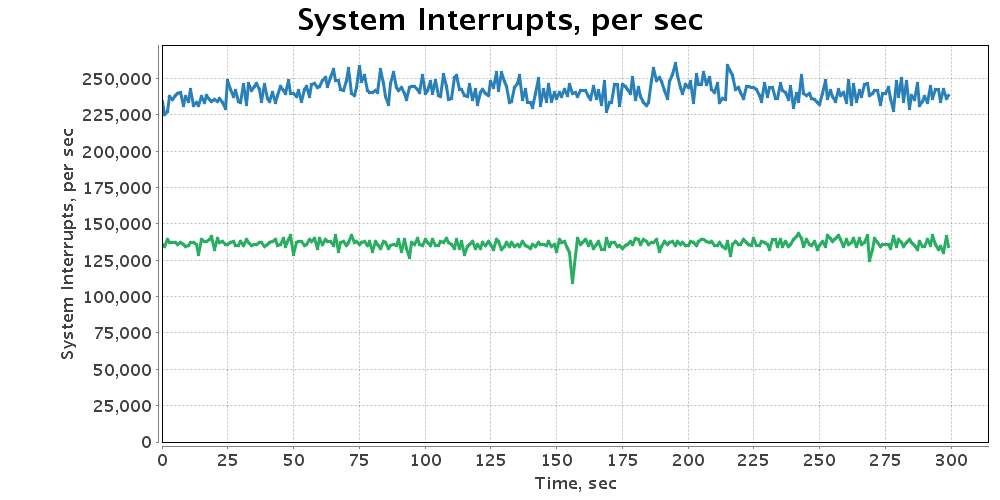 System Interrupts, per sec
System Interrupts, per sec
250,000
225,000
200,000
175,000
150,000
125,000
100,000
75,000
50,000
25,000
0
0 25 50 75 100 125 150 175 200 225 250 275 300
Time, sec